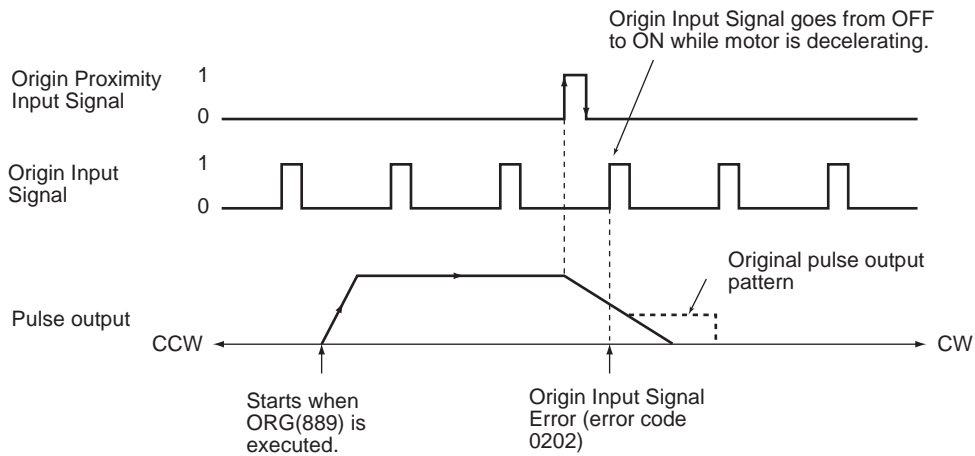 Origin Input Signal goes from OFF
to ON while motor is decelerating.
Origin Proximity
Input Signal
1
0
Origin Input
Signal
1
0
Original pulse output
pattern
Pulse output
CCW
CW
Starts when
ORG(889) is
executed.
Origin Input Signal
Error (error code
0202)